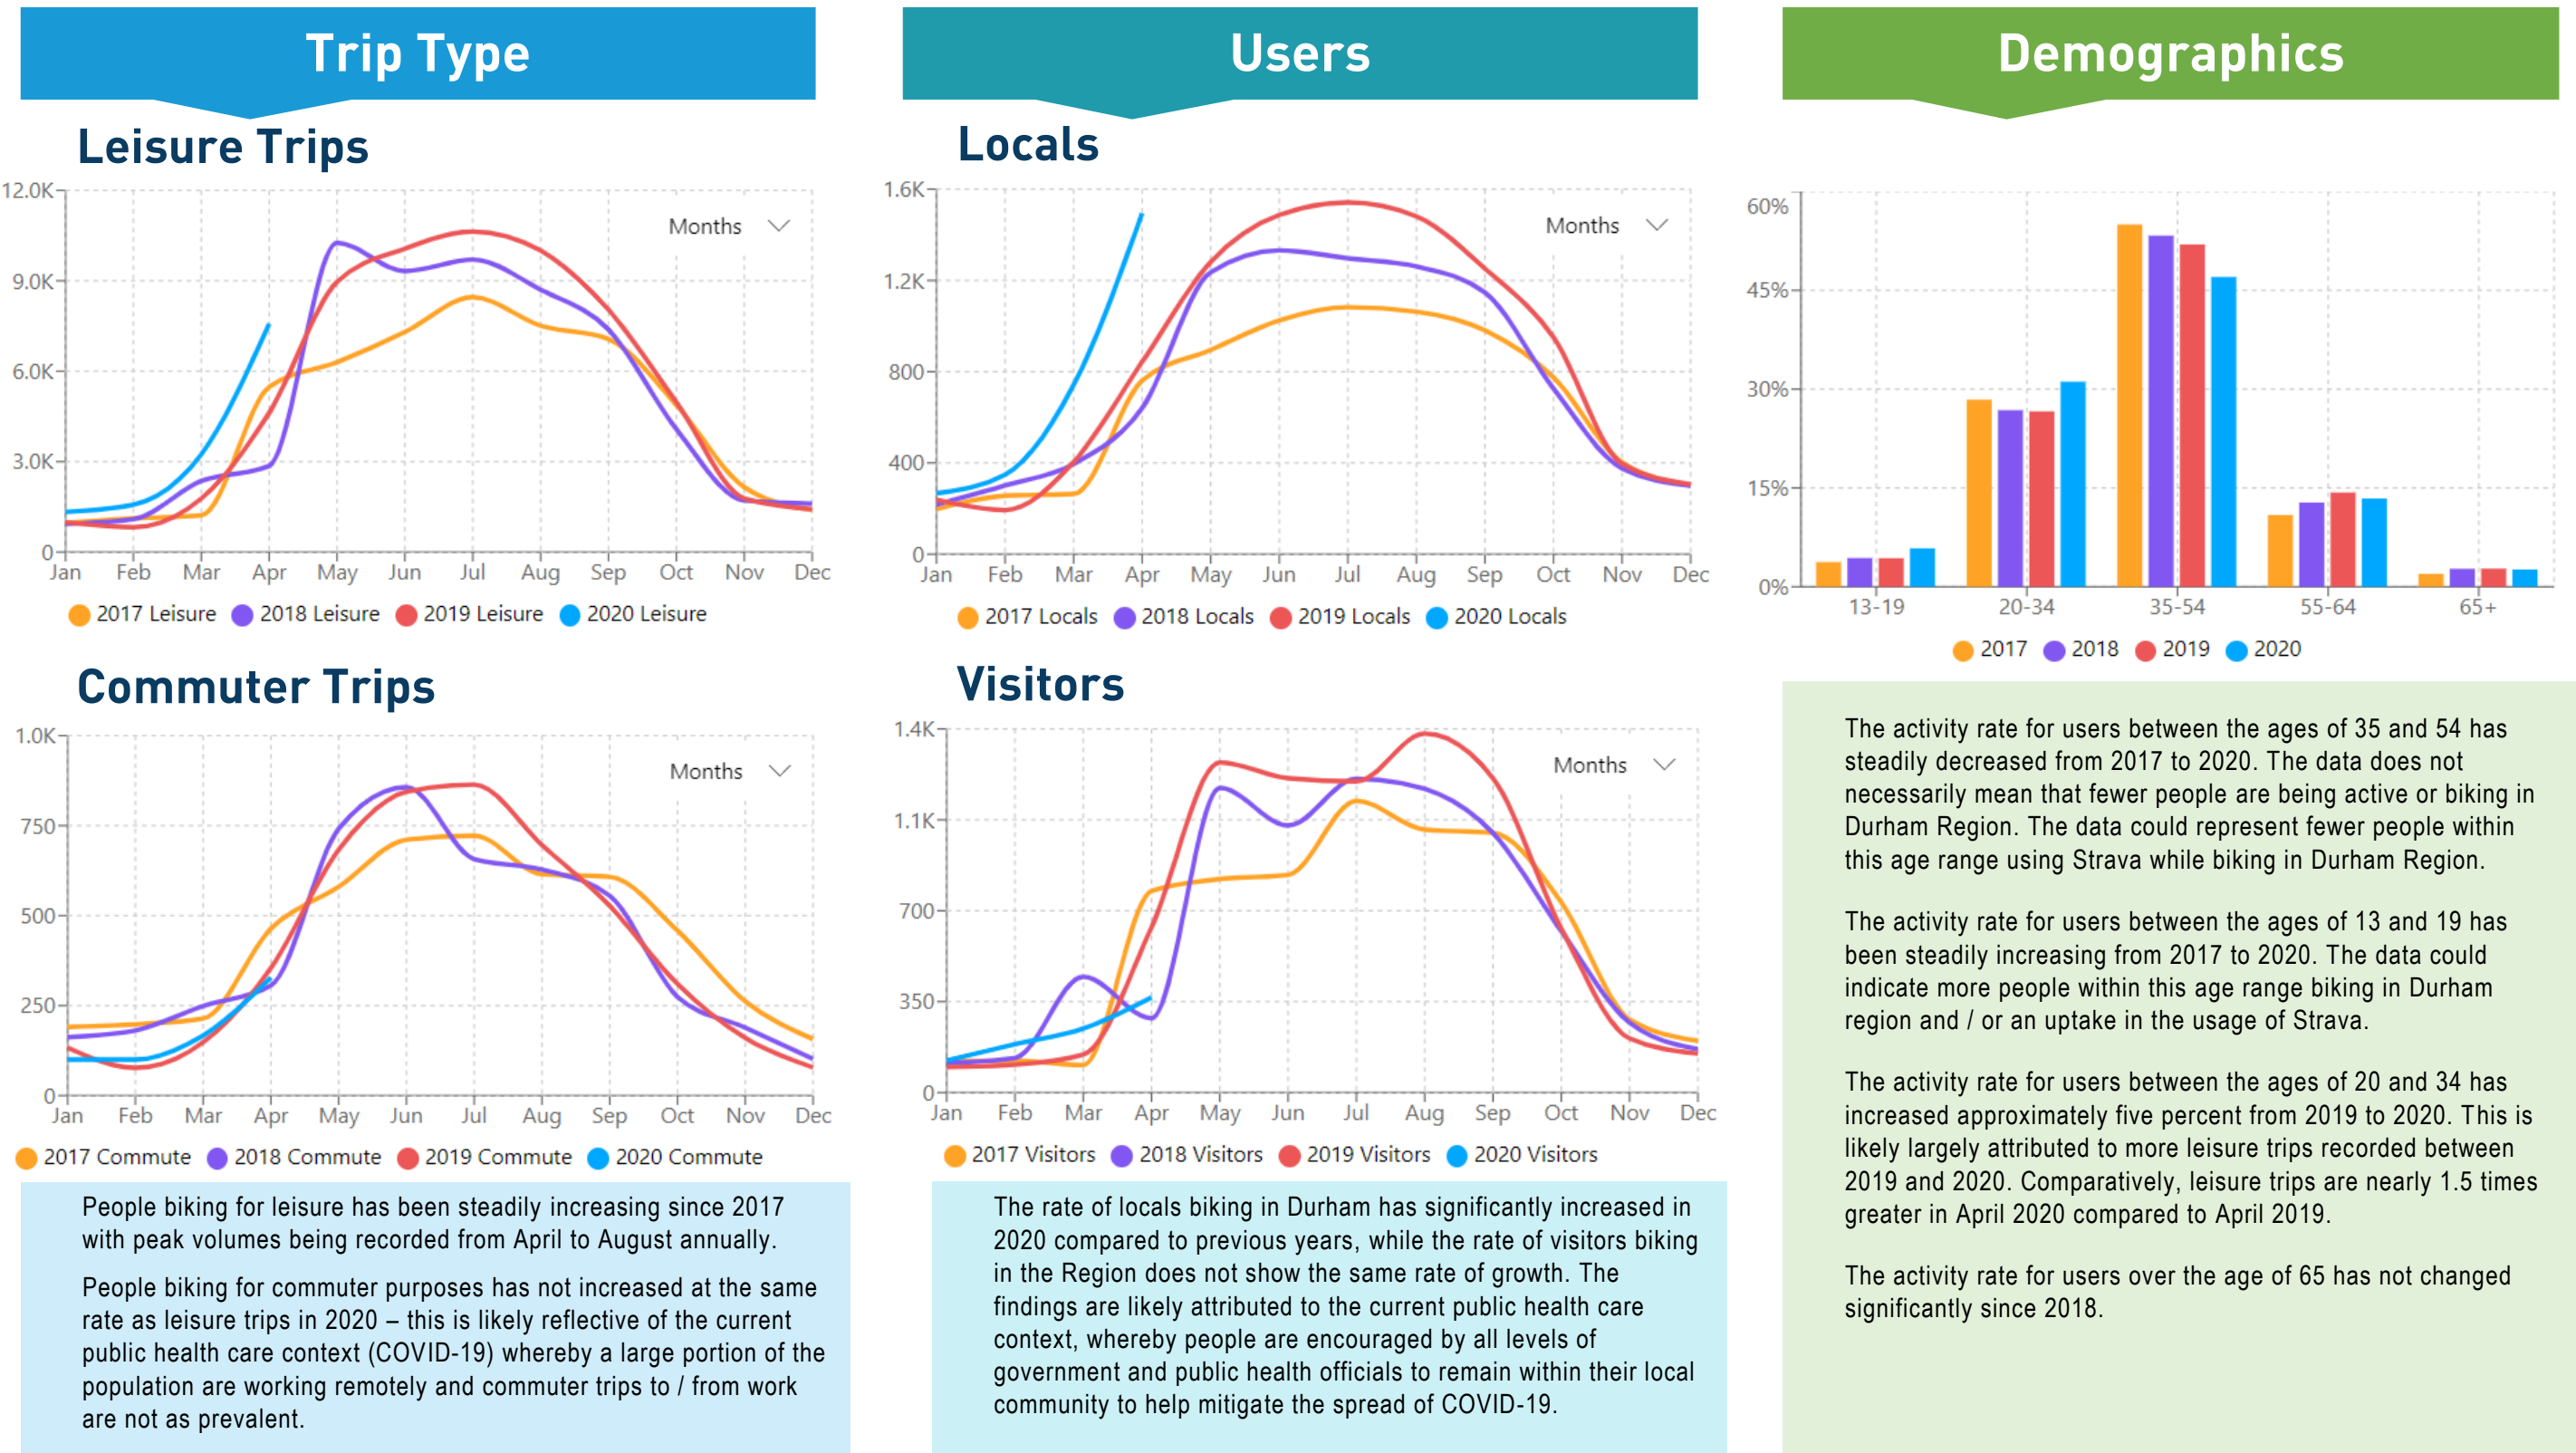 Trip Type
Leisure Trips
12.0K
9.0K
6.0K
3.0K
0
Months
Jan Feb Mar Apr May Jun Jul Aug Sep Oct Nov Dec
2017 Leisure 2018 Leisure 2019 Leisure 2020 Leisure
Commuter Trips
1.0K
750
500
250
0
Months
Jan Feb Mar Apr May Jun Jul Aug Sep Oct Nov Dec
2017 Commute 2018 Commute 2019 Commute 2020 Commute
People biking for leisure has been steadily increasing since 2017
with peak volumes being recorded from April to August annually.
People biking for commuter purposes has not increased at the same
rate as leisure trips in 2020 – this is likely reflective of the current
public health care context (COVID-19) whereby a large portion of the
population are working remotely and commuter trips to / from work
are not as prevalent.
Users
Locals
1.6K
1.2K
800
400
0
Months
Jan Feb Mar Apr May Jun Jul Aug Sep Oct Nov Dec
2017 Locals 2018 Locals 2019 Locals 2020 Locals
Visitors
1.4K
1.1K
700
350
0
Months
Jan Feb Mar Apr May Jun Jul Aug Sep Oct Nov Dec
2017 Visitors 2018 Visitors 2019 Visitors 2020 Visitors
The rate of locals biking in Durham has significantly increased in
2020 compared to previous years, while the rate of visitors biking
in the Region does not show the same rate of growth. The
findings are likely attributed to the current public health care
context, whereby people are encouraged by all levels of
government and public health officials to remain within their local
community to help mitigate the spread of COVID-19.
Demographics
60%
45%
30%
15%
0%
13-19 20-34 35-54 55-64 65+
2017 2018 2019 2020
The activity rate for users between the ages of 35 and 54 has
steadily decreased from 2017 to 2020. The data does not
necessarily mean that fewer people are being active or biking in
Durham Region. The data could represent fewer people within
this age range using Strava while biking in Durham Region.
The activity rate for users between the ages of 13 and 19 has
been steadily increasing from 2017 to 2020. The data could
indicate more people within this age range biking in Durham
region and / or an uptake in the usage of Strava.
The activity rate for users between the ages of 20 and 34 has
increased approximately five percent from 2019 to 2020. This is
likely largely attributed to more leisure trips recorded between
2019 and 2020. Comparatively, leisure trips are nearly 1.5 times
greater in April 2020 compared to April 2019.
The activity rate for users over the age of 65 has not changed
significantly since 2018.